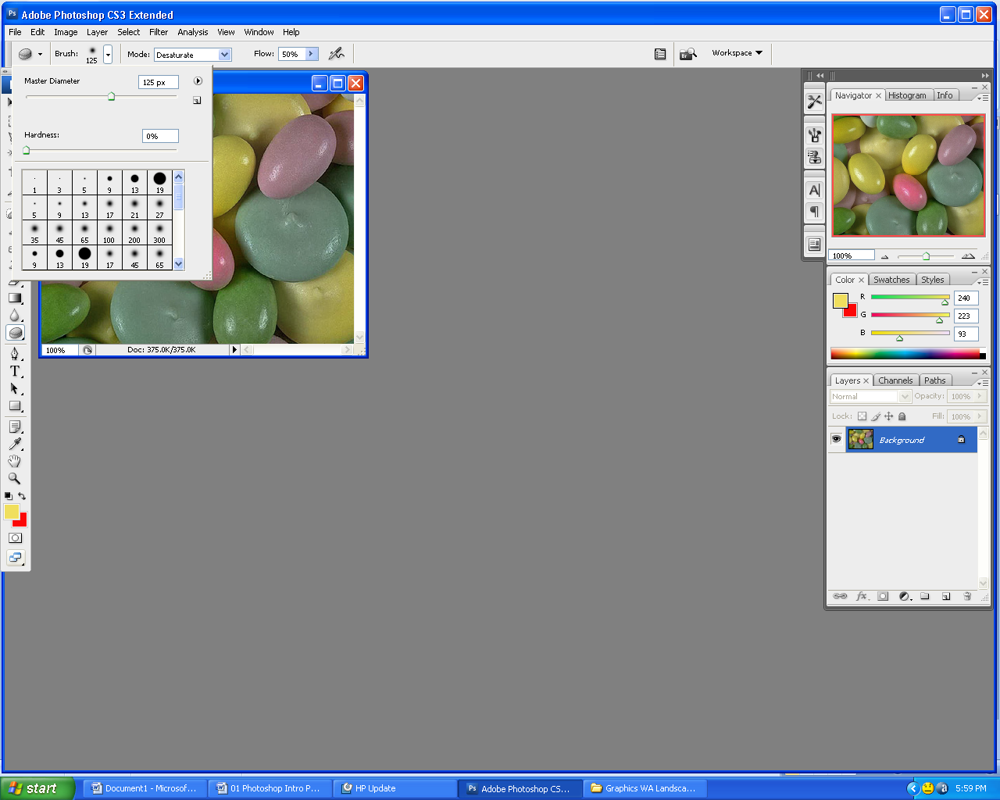 Ps Adobe Photoshop CS3 Extended
File Edit Image Layer Select Filter Analysis View Window Help
Brush: 125 Mode: Desaturate Flow: 50% Br Workspace
Master Diameter 125 px
Hardness: 0%
1 3 5 9 13 19
5 9 13 17 21 27
35 45 65 100 200 300
9 13 19 17 45 65
100% Doc: 375.0K/375.0K
T
A
Navigator Histogram Info
100%
Color Swatches Styles
R 240
G 223
B 93
Layers Channels Paths
Normal Opacity: 100%
Lock: Fill: 100%
Background
fx
start Document1 - Microsof... 01 Photoshop Intro P... HP Update Ps Adobe Photoshop CS... Graphics WA Landsca... a 5:59 PM